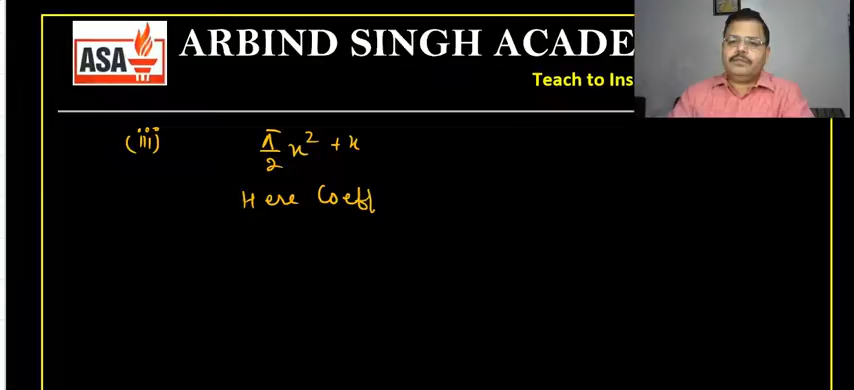 ASA
ARBIND SINGH ACADE
Teach to Ins
(iii) π/2 x² + x
Here Coeff